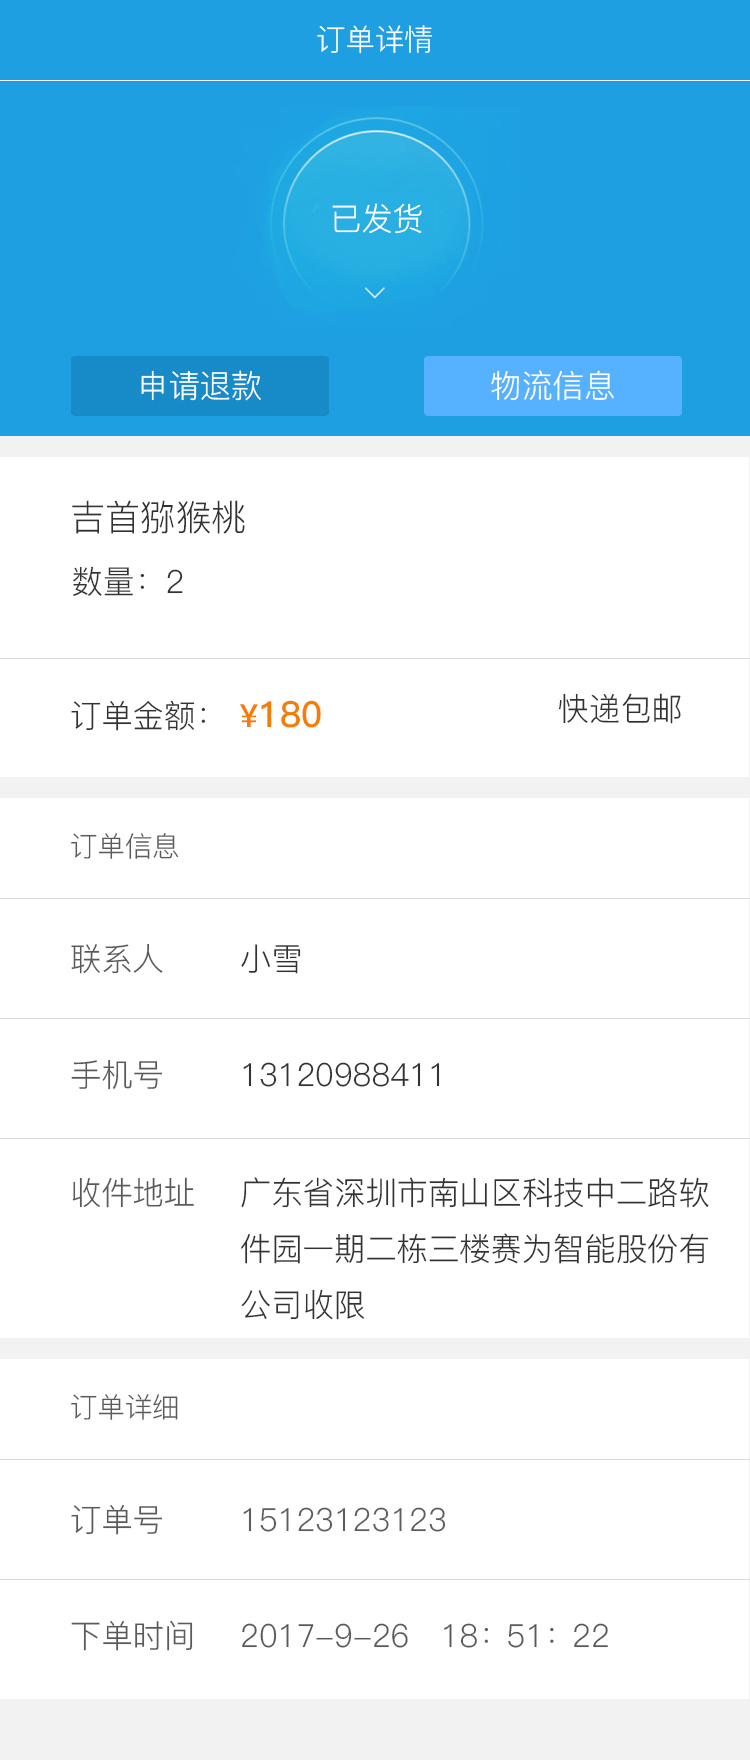 订单详情
已发货
申请退款 物流信息
吉首猕猴桃
数量：2
订单金额： ¥180 快递包邮
订单信息
联系人 小雪
手机号 13120988411
收件地址 广东省深圳市南山区科技中二路软
件园一期二栋三楼赛为智能股份有
公司收限
订单详细
订单号 15123123123
下单时间 2017-9-26 18：51：22